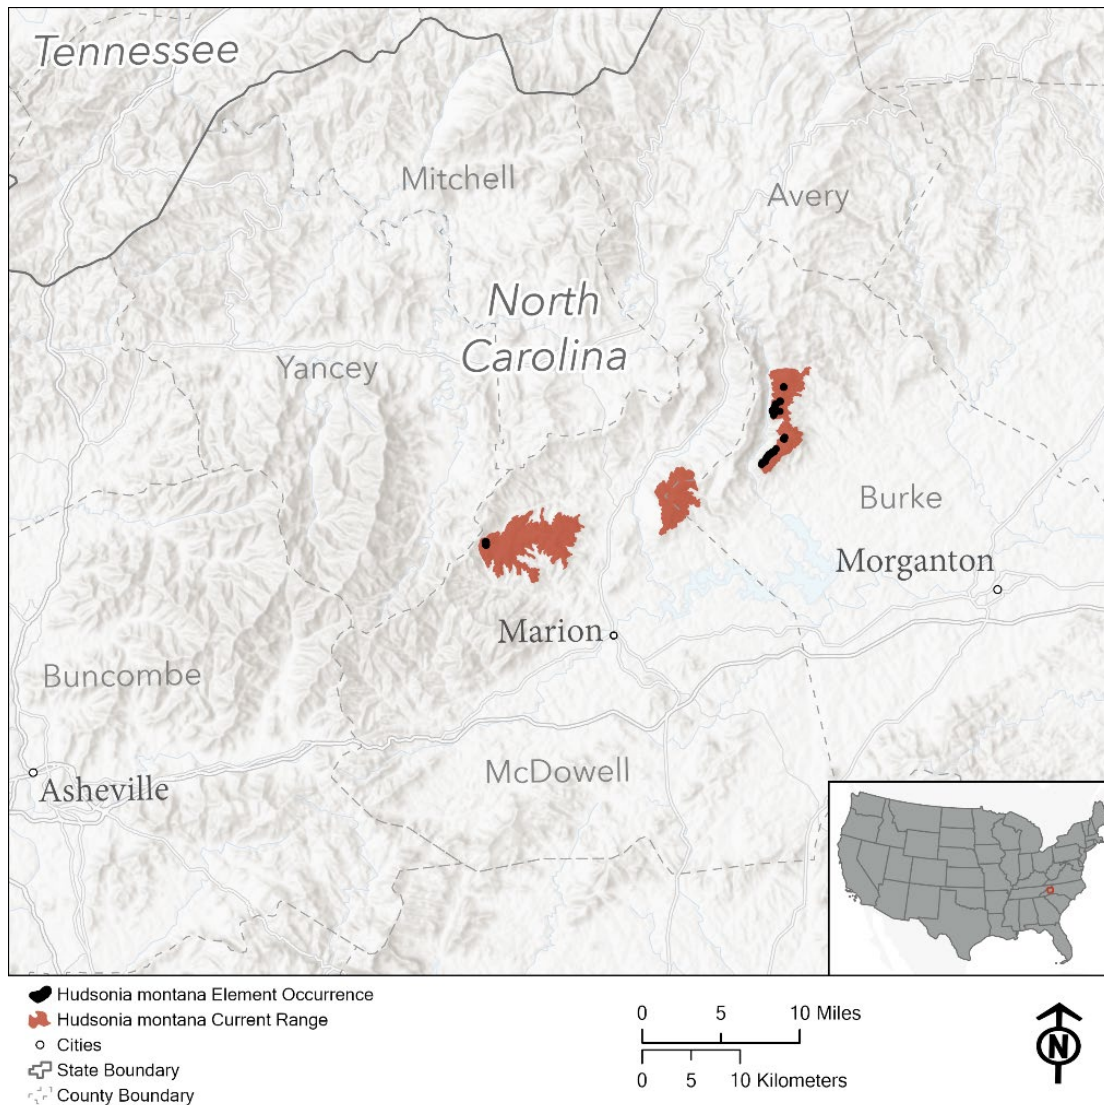 Tennessee
Mitchell
Avery
North
Carolina
Yancey
Burke
Morganton
Marion
Buncombe
McDowell
Asheville
Hudsonia montana Element Occurrence
Hudsonia montana Current Range
Cities
State Boundary
County Boundary
0 5 10 Miles
0 5 10 Kilometers
N